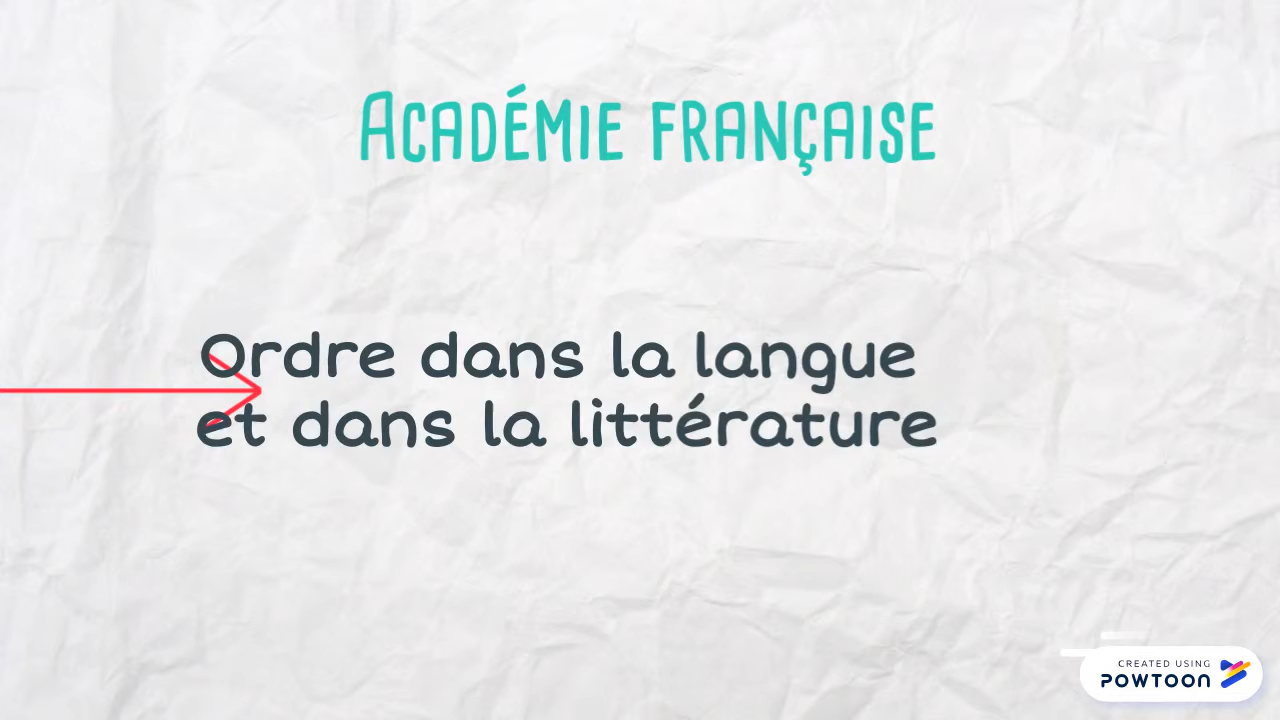 Académie française
Ordre dans la langue
et dans la littérature
CREATED USING
POWTOON